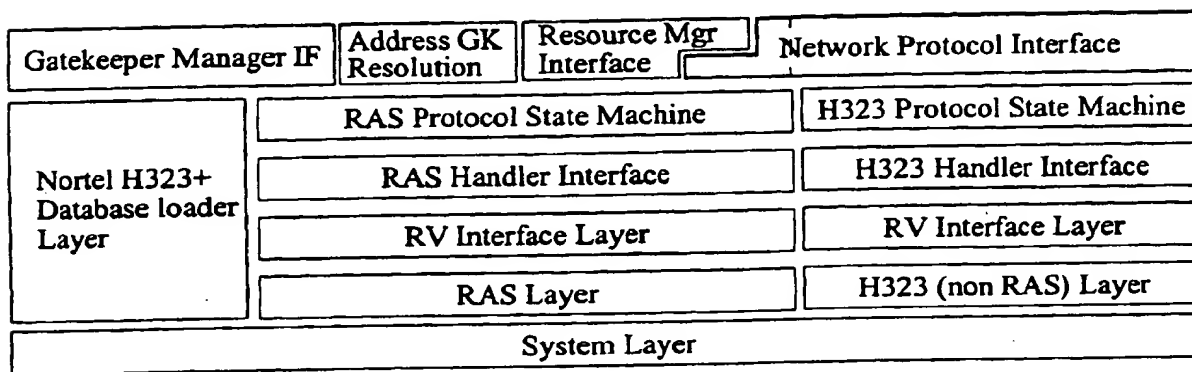 Gatekeeper Manager IF
Address GK
Resolution
Resource Mgr
Interface
Network Protocol Interface
Nortel H323+
Database loader
Layer
RAS Protocol State Machine
H323 Protocol State Machine
RAS Handler Interface
H323 Handler Interface
RV Interface Layer
RV Interface Layer
RAS Layer
H323 (non RAS) Layer
System Layer